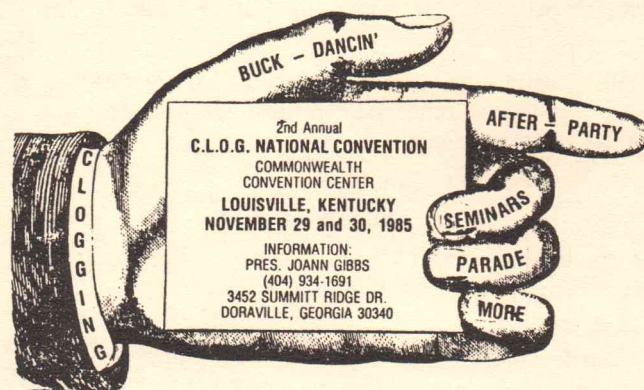 BUCK - DANCIN'
AFTER - PARTY
SEMINARS
PARADE
MORE
CLOGGING
2nd Annual
C.L.O.G. NATIONAL CONVENTION
COMMONWEALTH
CONVENTION CENTER
LOUISVILLE, KENTUCKY
NOVEMBER 29 and 30, 1985
INFORMATION:
PRES. JOANN GIBBS
(404) 934-1691
3452 SUMMITT RIDGE DR.
DORAVILLE, GEORGIA 30340